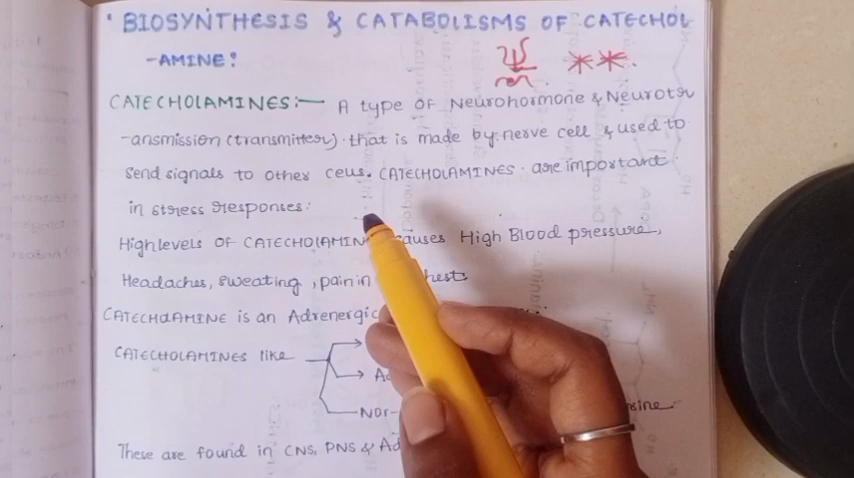 BIOSYNTHESIS & CATABOLISMS OF CATECHOL
-AMINE:
CATECHOLAMINES:- A type OF Neurohormone & Neurotr
-ansmission (transmitter) that is made by nerve cell & used to
send signals to other ceus. CATECHOLAMINES are important
in stress responses:
High levels OF CATECHOLAMIN causes High Blood pressure,
Headaches, sweating, pain in chests
CATECHOLAMINE is an Adrenergic
CATECHOLAMINES like
Nor-
These are found in CNS, PNS & Ad